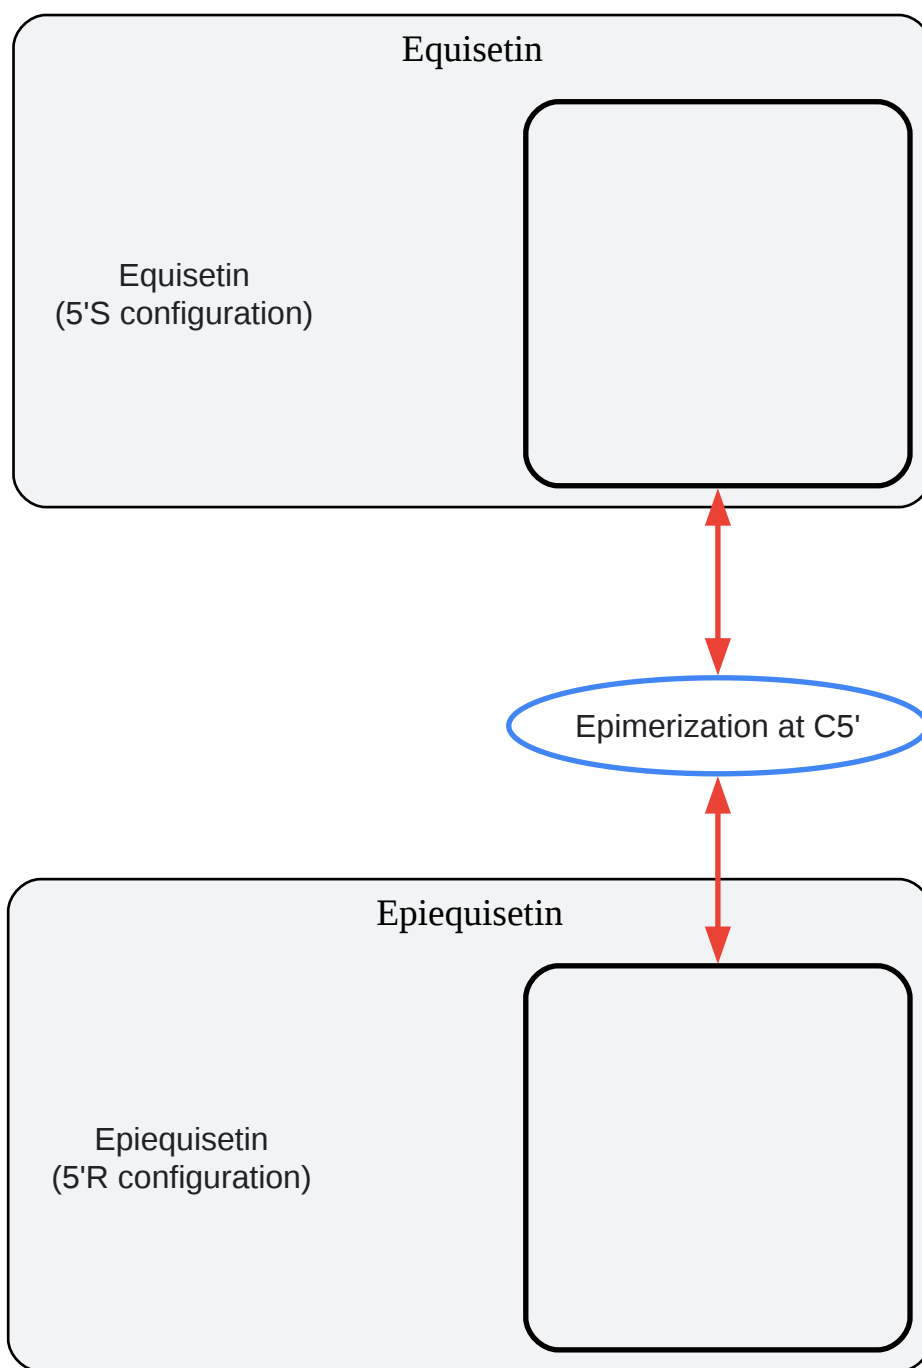 Equisetin
Equisetin
(5'S configuration)
Epimerization at C5'
Epiequisetin
Epiequisetin
(5'R configuration)